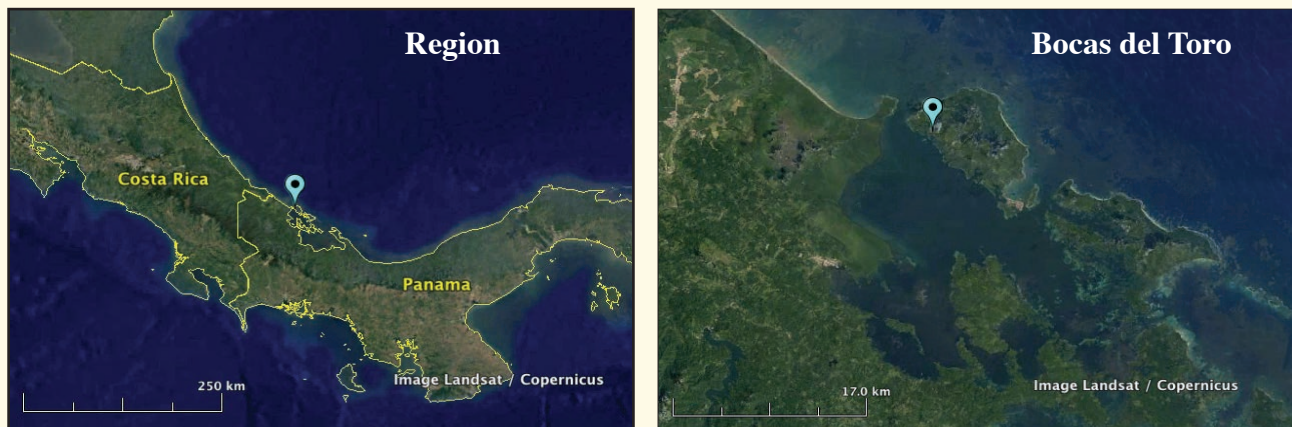 Region
Costa Rica
Panama
Image Landsat / Copernicus
250 km
Bocas del Toro
Image Landsat / Copernicus
17.0 km